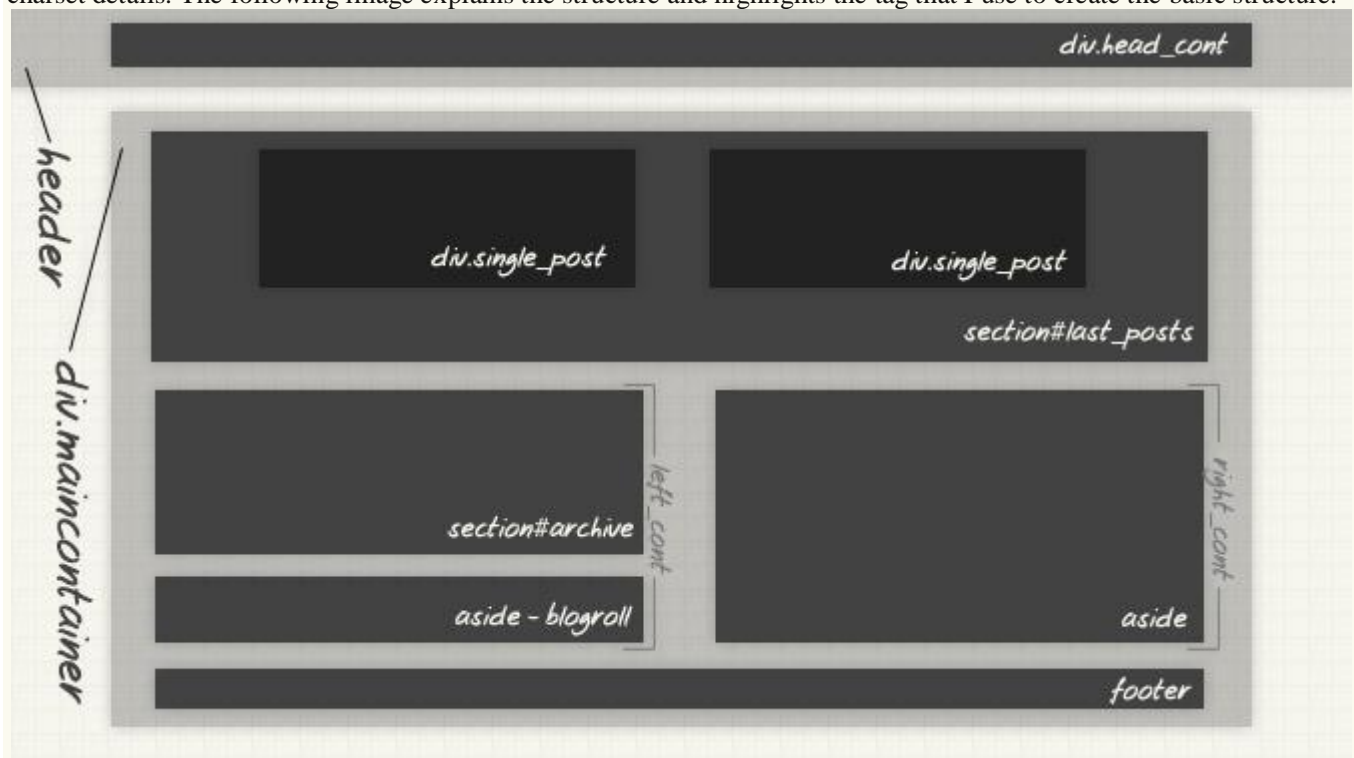 charset details. The following image explains the structure and highlights the tag that I use to create the basic structure.
div.head_cont
header
div.single_post
div.single_post
section#last_posts
div.maincontainer
section#archive
left_cont
aside - blogroll
right_cont
aside
footer